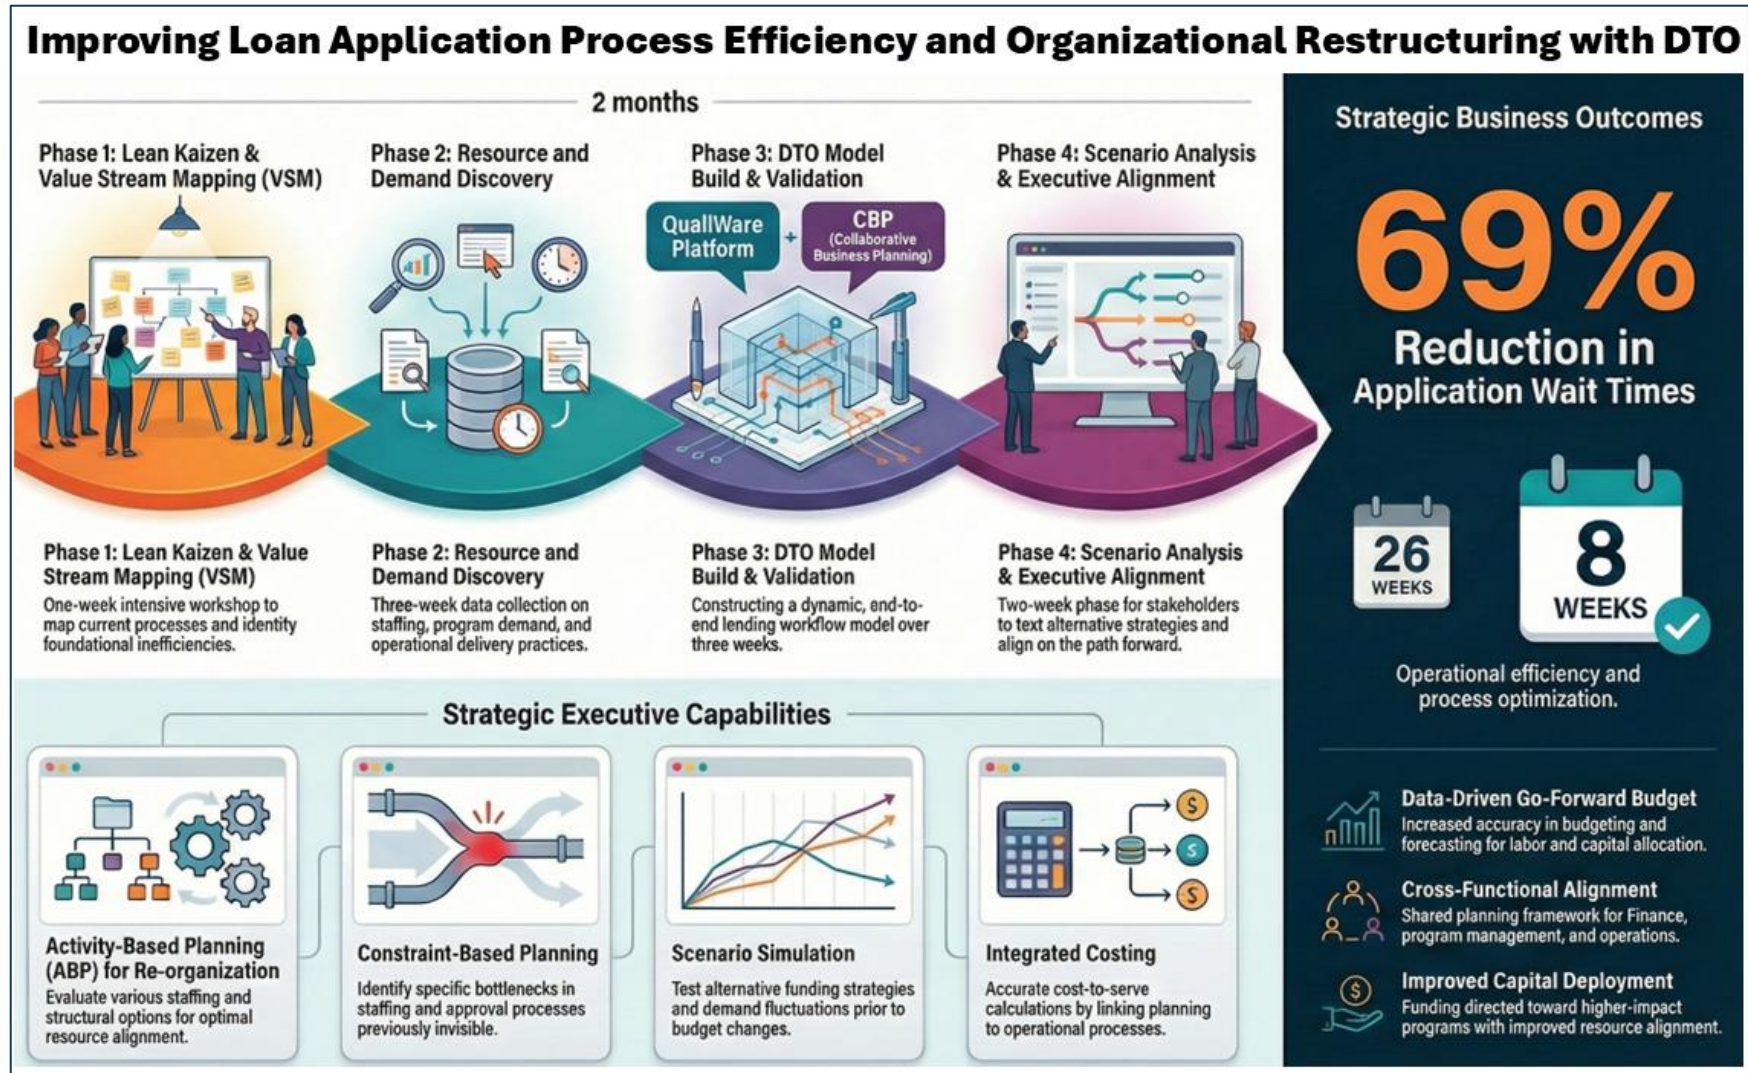 Improving Loan Application Process Efficiency and Organizational Restructuring with DTO
2 months
Phase 1: Lean Kaizen &
Value Stream Mapping (VSM)
Phase 2: Resource and
Demand Discovery
Phase 3: DTO Model
Build & Validation
Phase 4: Scenario Analysis
& Executive Alignment
QuallWare
Platform
+
CBP
(Collaborative
Business Planning)
Phase 1: Lean Kaizen & Value
Stream Mapping (VSM)
One-week intensive workshop to
map current processes and identity
foundational inefficiencies.
Phase 2: Resource and
Demand Discovery
Three-week data collection on
staffing, program demand, and
operational delivery practices.
Phase 3: DTO Model
Build & Validation
Constructing a dynamic, end-to-
end lending workflow model over
three weeks.
Phase 4: Scenario Analysis
& Executive Alignment
Two-week phase for stakeholders
to text alternative strategies and
align on the path forward.
Strategic Executive Capabilities
Activity-Based Planning
(ABP) for Re-organization
Evaluate various staffing and
structural options for optimal
resource alignment.
Constraint-Based Planning
Identify specific bottlenecks in
staffing and approval processes
previously invisible.
Scenario Simulation
Test alternative funding strategies
and demand fluctuations prior to
budget changes.
$
S
$
Integrated Costing
Accurate cost-to-serve
calculations by linking planning
to operational processes.
Strategic Business Outcomes
69%
Reduction in
Application Wait Times
26
WEEKS
8
WEEKS
Operational efficiency and
process optimization.
Data-Driven Go-Forward Budget
Increased accuracy in budgeting and
forecasting for labor and capital allocation.
Cross-Functional Alignment
Shared planning framework for Finance,
program management, and operations.
$
Improved Capital Deployment
Funding directed toward higher-impact
programs with improved resource alignment.